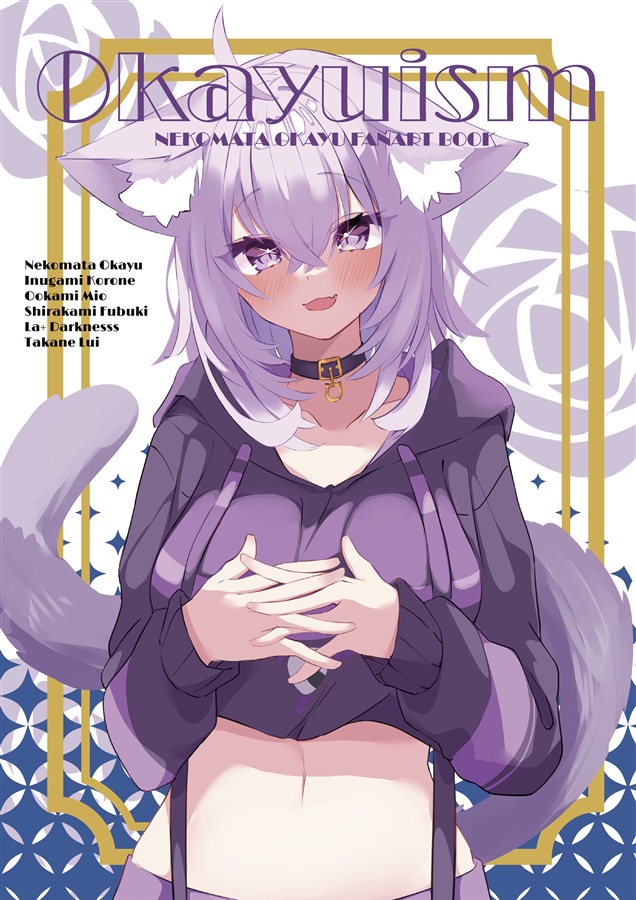 Okayuism
NEKOMATA OKAYU FANART BOOK
Nekomata Okayu
Inugami Korone
Ookami Mio
Shirakami Fubuki
La+ Darknesss
Takane Lui